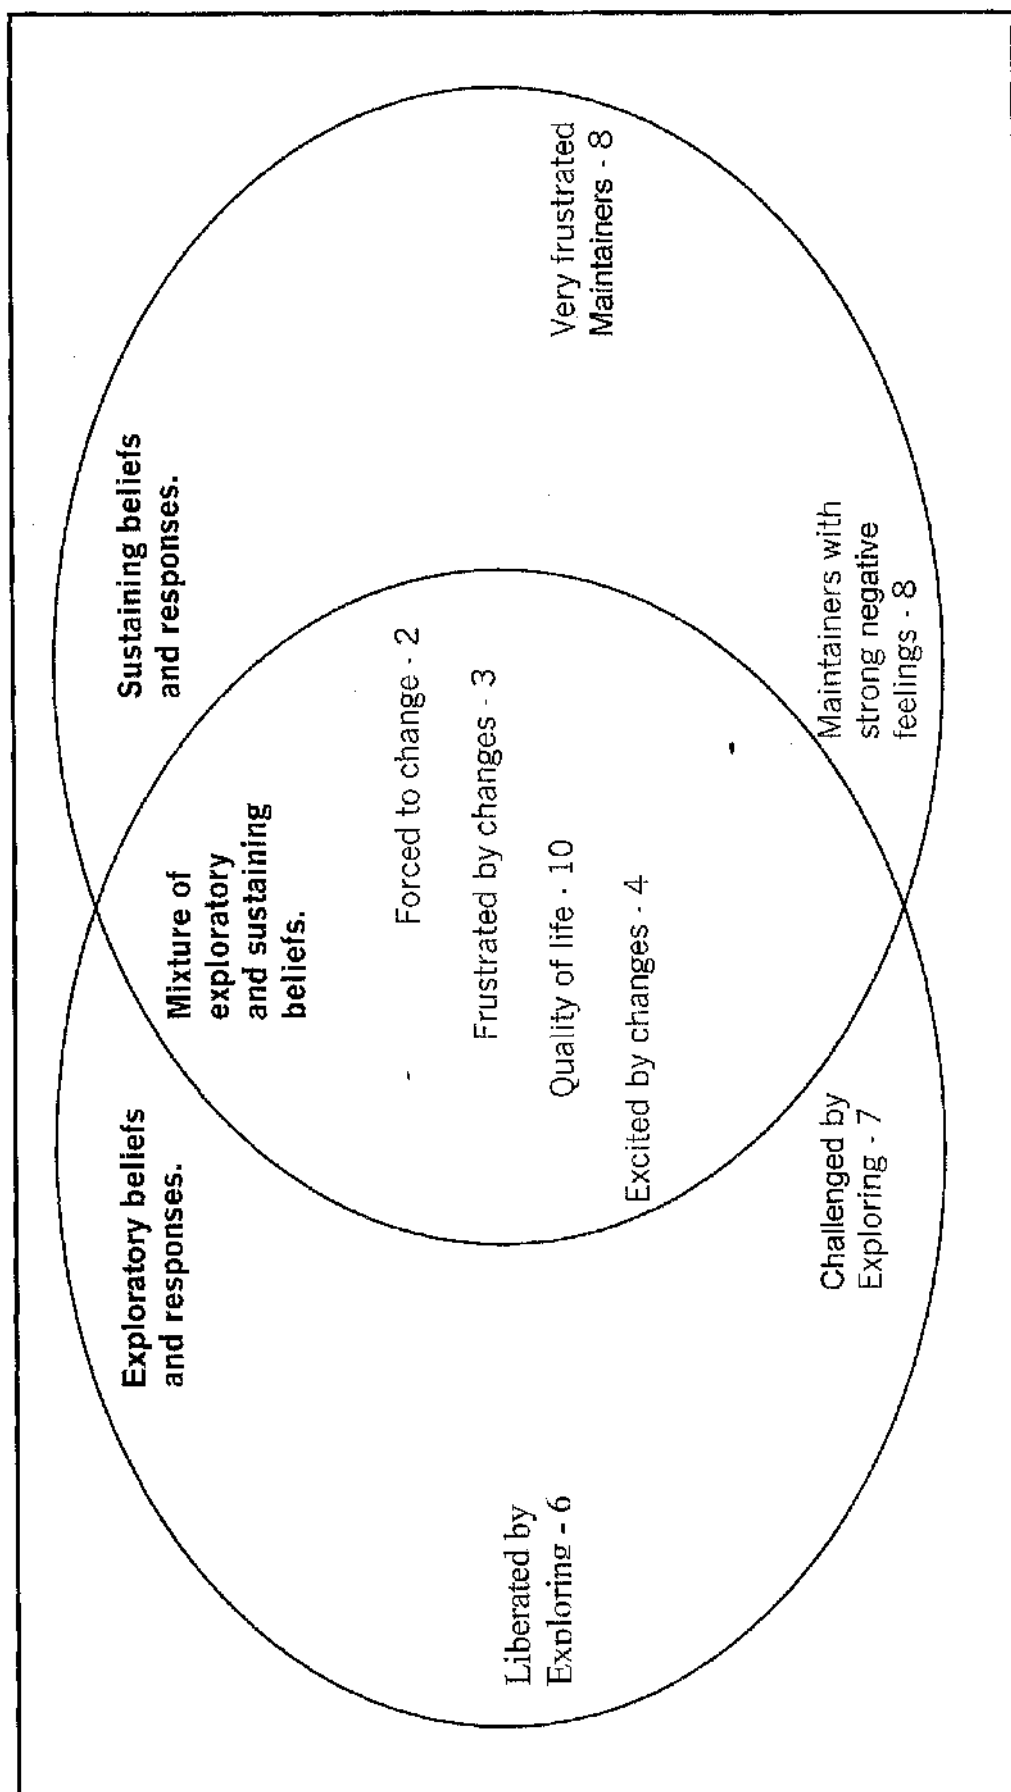 Exploratory beliefs
and responses.
Mixture of
exploratory
and sustaining
beliefs.
Sustaining beliefs
and responses.
Forced to change - 2
Frustrated by changes - 3
Quality of life - 10
Excited by changes - 4
Liberated by
Exploring - 6
Challenged by
Exploring - 7
Very frustrated
Maintainers - 8
Maintainers with
strong negative
feelings - 8